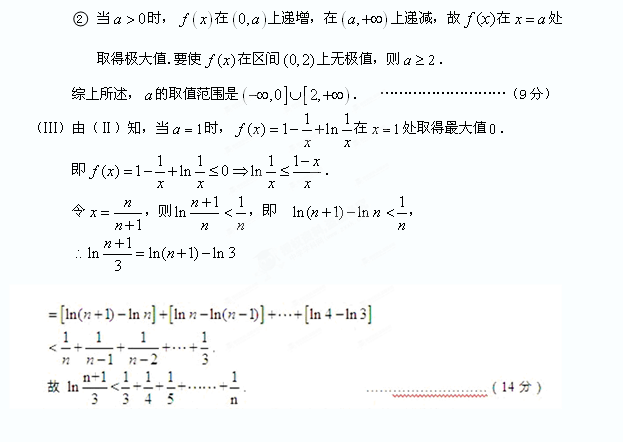 ② 当 a > 0 时， f(x) 在 (0, a) 上递增，在 (a, +∞) 上递减，故 f(x) 在 x = a 处
取得极大值.要使 f(x) 在区间 (0, 2) 上无极值，则 a ≥ 2 .
综上所述， a 的取值范围是 (−∞, 0] ∪ [2, +∞) . ………………………（9分）
(III) 由（Ⅱ）知，当 a = 1 时， f(x) = 1 − 1/x + ln 1/x 在 x = 1 处取得最大值 0 .
即 f(x) = 1 − 1/x + ln 1/x ≤ 0 ⇒ ln 1/x ≤ (1−x)/x .
令 x = n/(n+1) ，则 ln (n+1)/n < 1/n ，即 ln(n+1) − ln n < 1/n ，
∴ ln (n+1)/3 = ln(n+1) − ln 3
= [ln(n+1) − ln n] + [ln n − ln(n−1)] + ⋯ + [ln 4 − ln 3]
< 1/n + 1/(n−1) + 1/(n−2) + ⋯ + 1/3 .
故 ln (n+1)/3 < 1/3 + 1/4 + 1/5 + …… + 1/n . ………………………（14分）